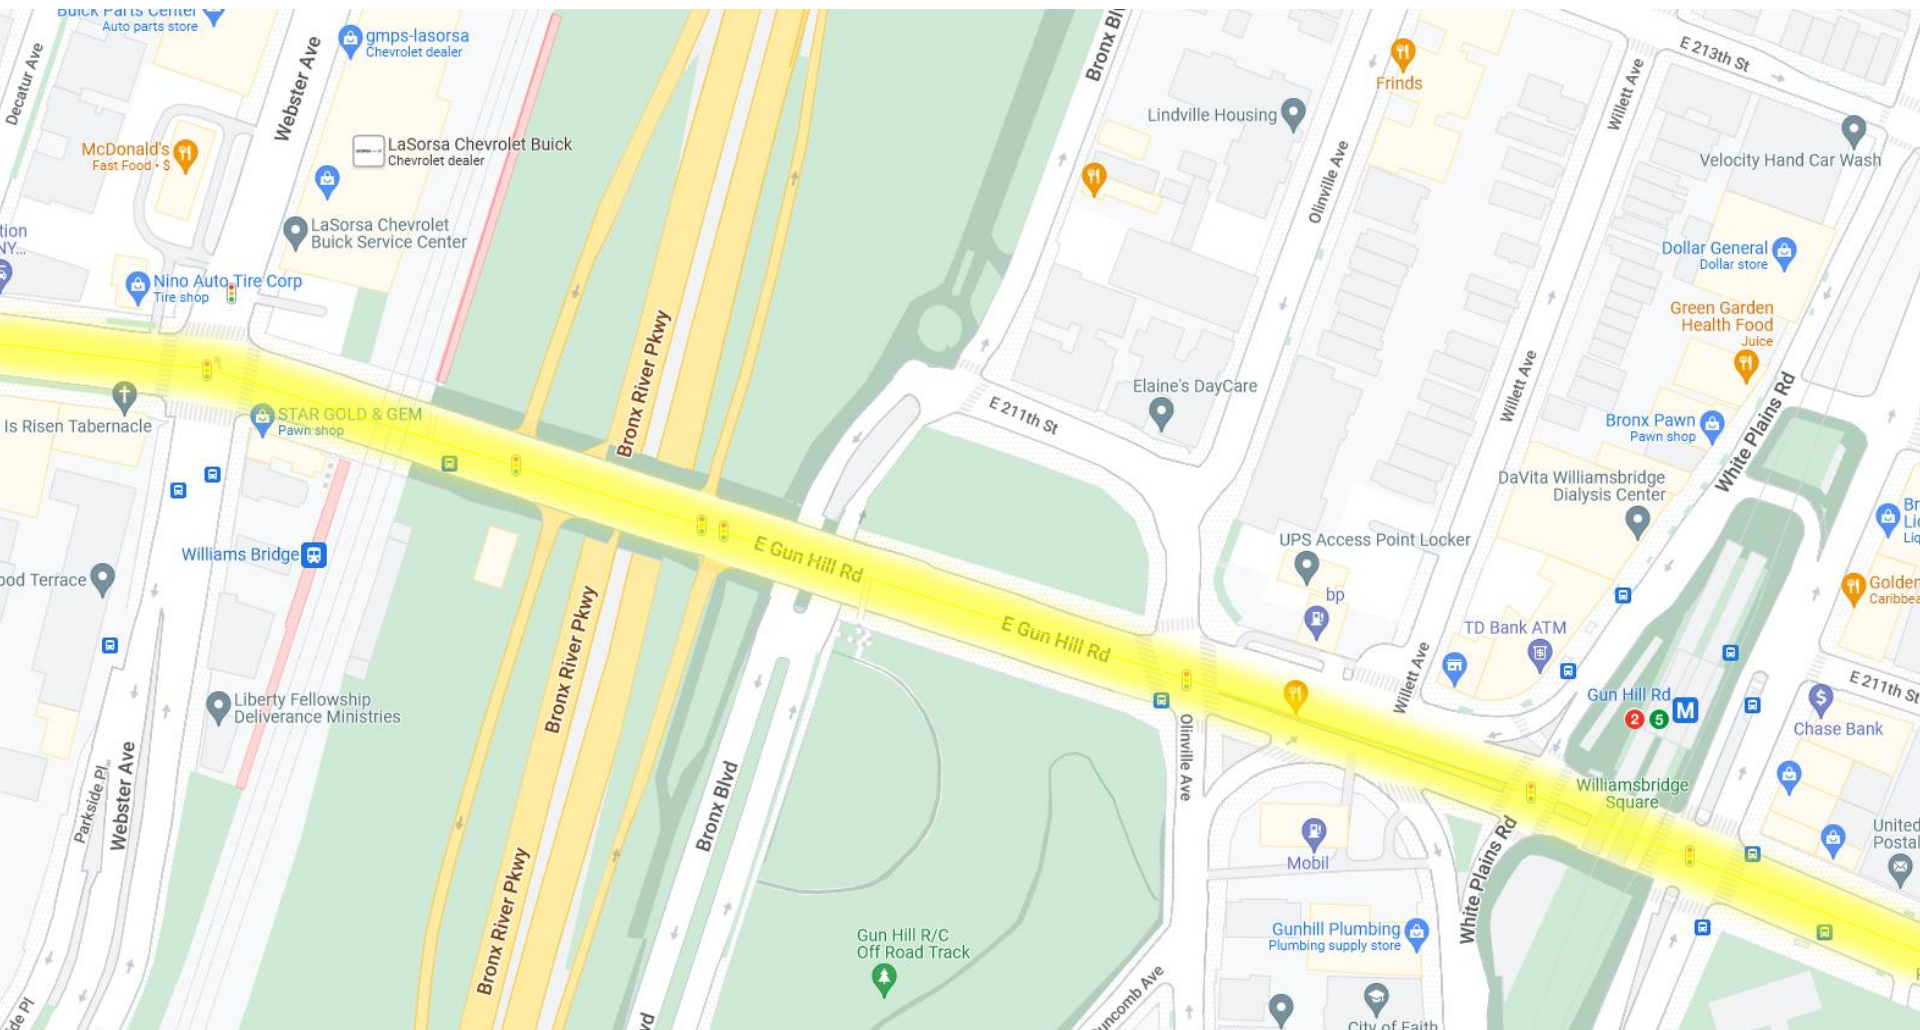 Buick Parts Center
Auto parts store
gmps-lasorsa
Chevrolet dealer
Decatur Ave
Webster Ave
Bronx
Frinds
E 213th St
Willett Ave
Lindville Housing
Velocity Hand Car Wash
McDonald's
Fast Food • $
LaSorsa Chevrolet Buick
Chevrolet dealer
Olinville Ave
LaSorsa Chevrolet
Buick Service Center
Dollar General
Dollar store
Nino Auto Tire Corp
Tire shop
Green Garden
Health Food
Juice
Bronx River Pkwy
Elaine's DayCare
Willett Ave
White Plains Rd
E 211th St
STAR GOLD & GEM
Pawn shop
Is Risen Tabernacle
Bronx Pawn
Pawn shop
DaVita Williamsbridge
Dialysis Center
Williams Bridge
E Gun Hill Rd
UPS Access Point Locker
Terrace
bp
Golden
E Gun Hill Rd
TD Bank ATM
Bronx River Pkwy
Willett Ave
Gun Hill Rd
2 5 M
E 211th St
Chase Bank
Liberty Fellowship
Deliverance Ministries
Olinville Ave
Parkside Pl
Webster Ave
Bronx Blvd
Williamsbridge
Square
United
Postal
Mobil
White Plains Rd
Bronx River Pkwy
Gun Hill R/C
Off Road Track
Gunhill Plumbing
Plumbing supply store
Ave
Pl
City of Faith